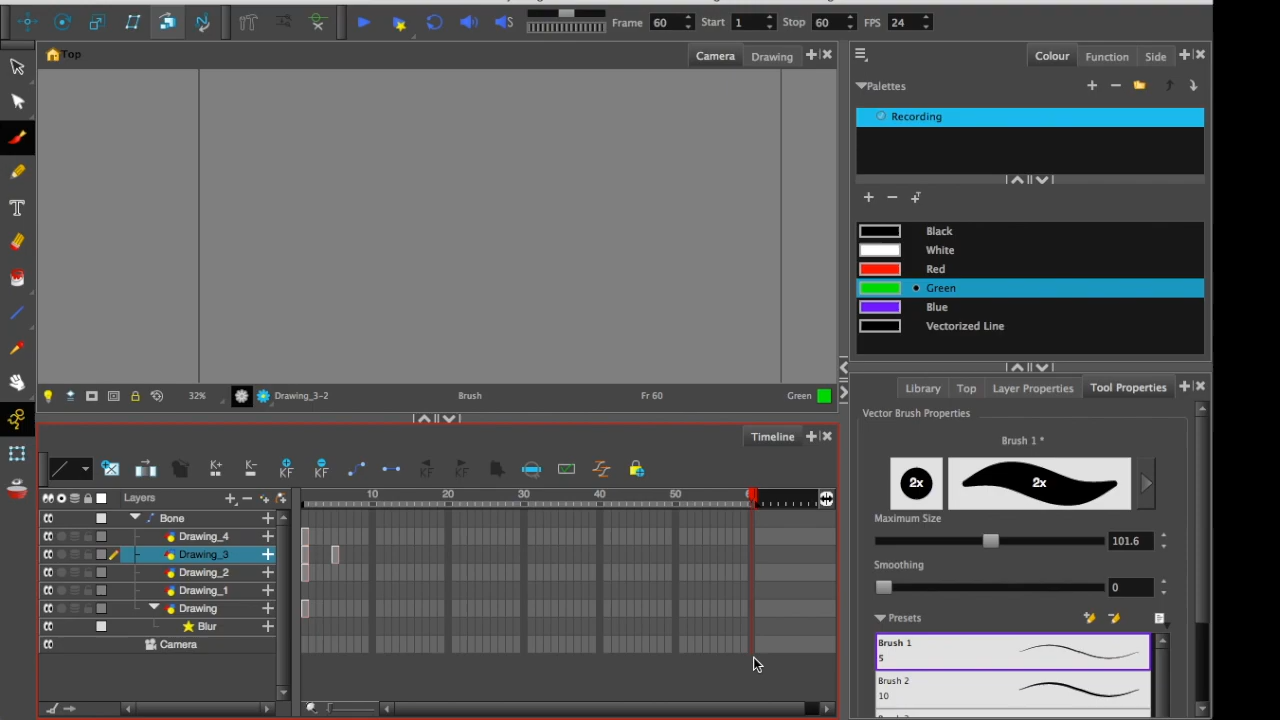 Frame 60 Start 1 Stop 60 FPS 24
Top
Camera Drawing
Colour Function Side
Palettes
Recording
Black
White
Red
Green
Blue
Vectorized Line
32% Drawing_3-2 Brush Fr 60 Green
Library Top Layer Properties Tool Properties
Vector Brush Properties
Brush 1 *
2x 2x
Maximum Size
101.6
Smoothing
0
Presets
Brush 1
5
Brush 2
10
Timeline
K+ K- KF KF KF KF
Layers
10 20 30 40 50
Bone
Drawing_4
Drawing_3
Drawing_2
Drawing_1
Drawing
Blur
Camera